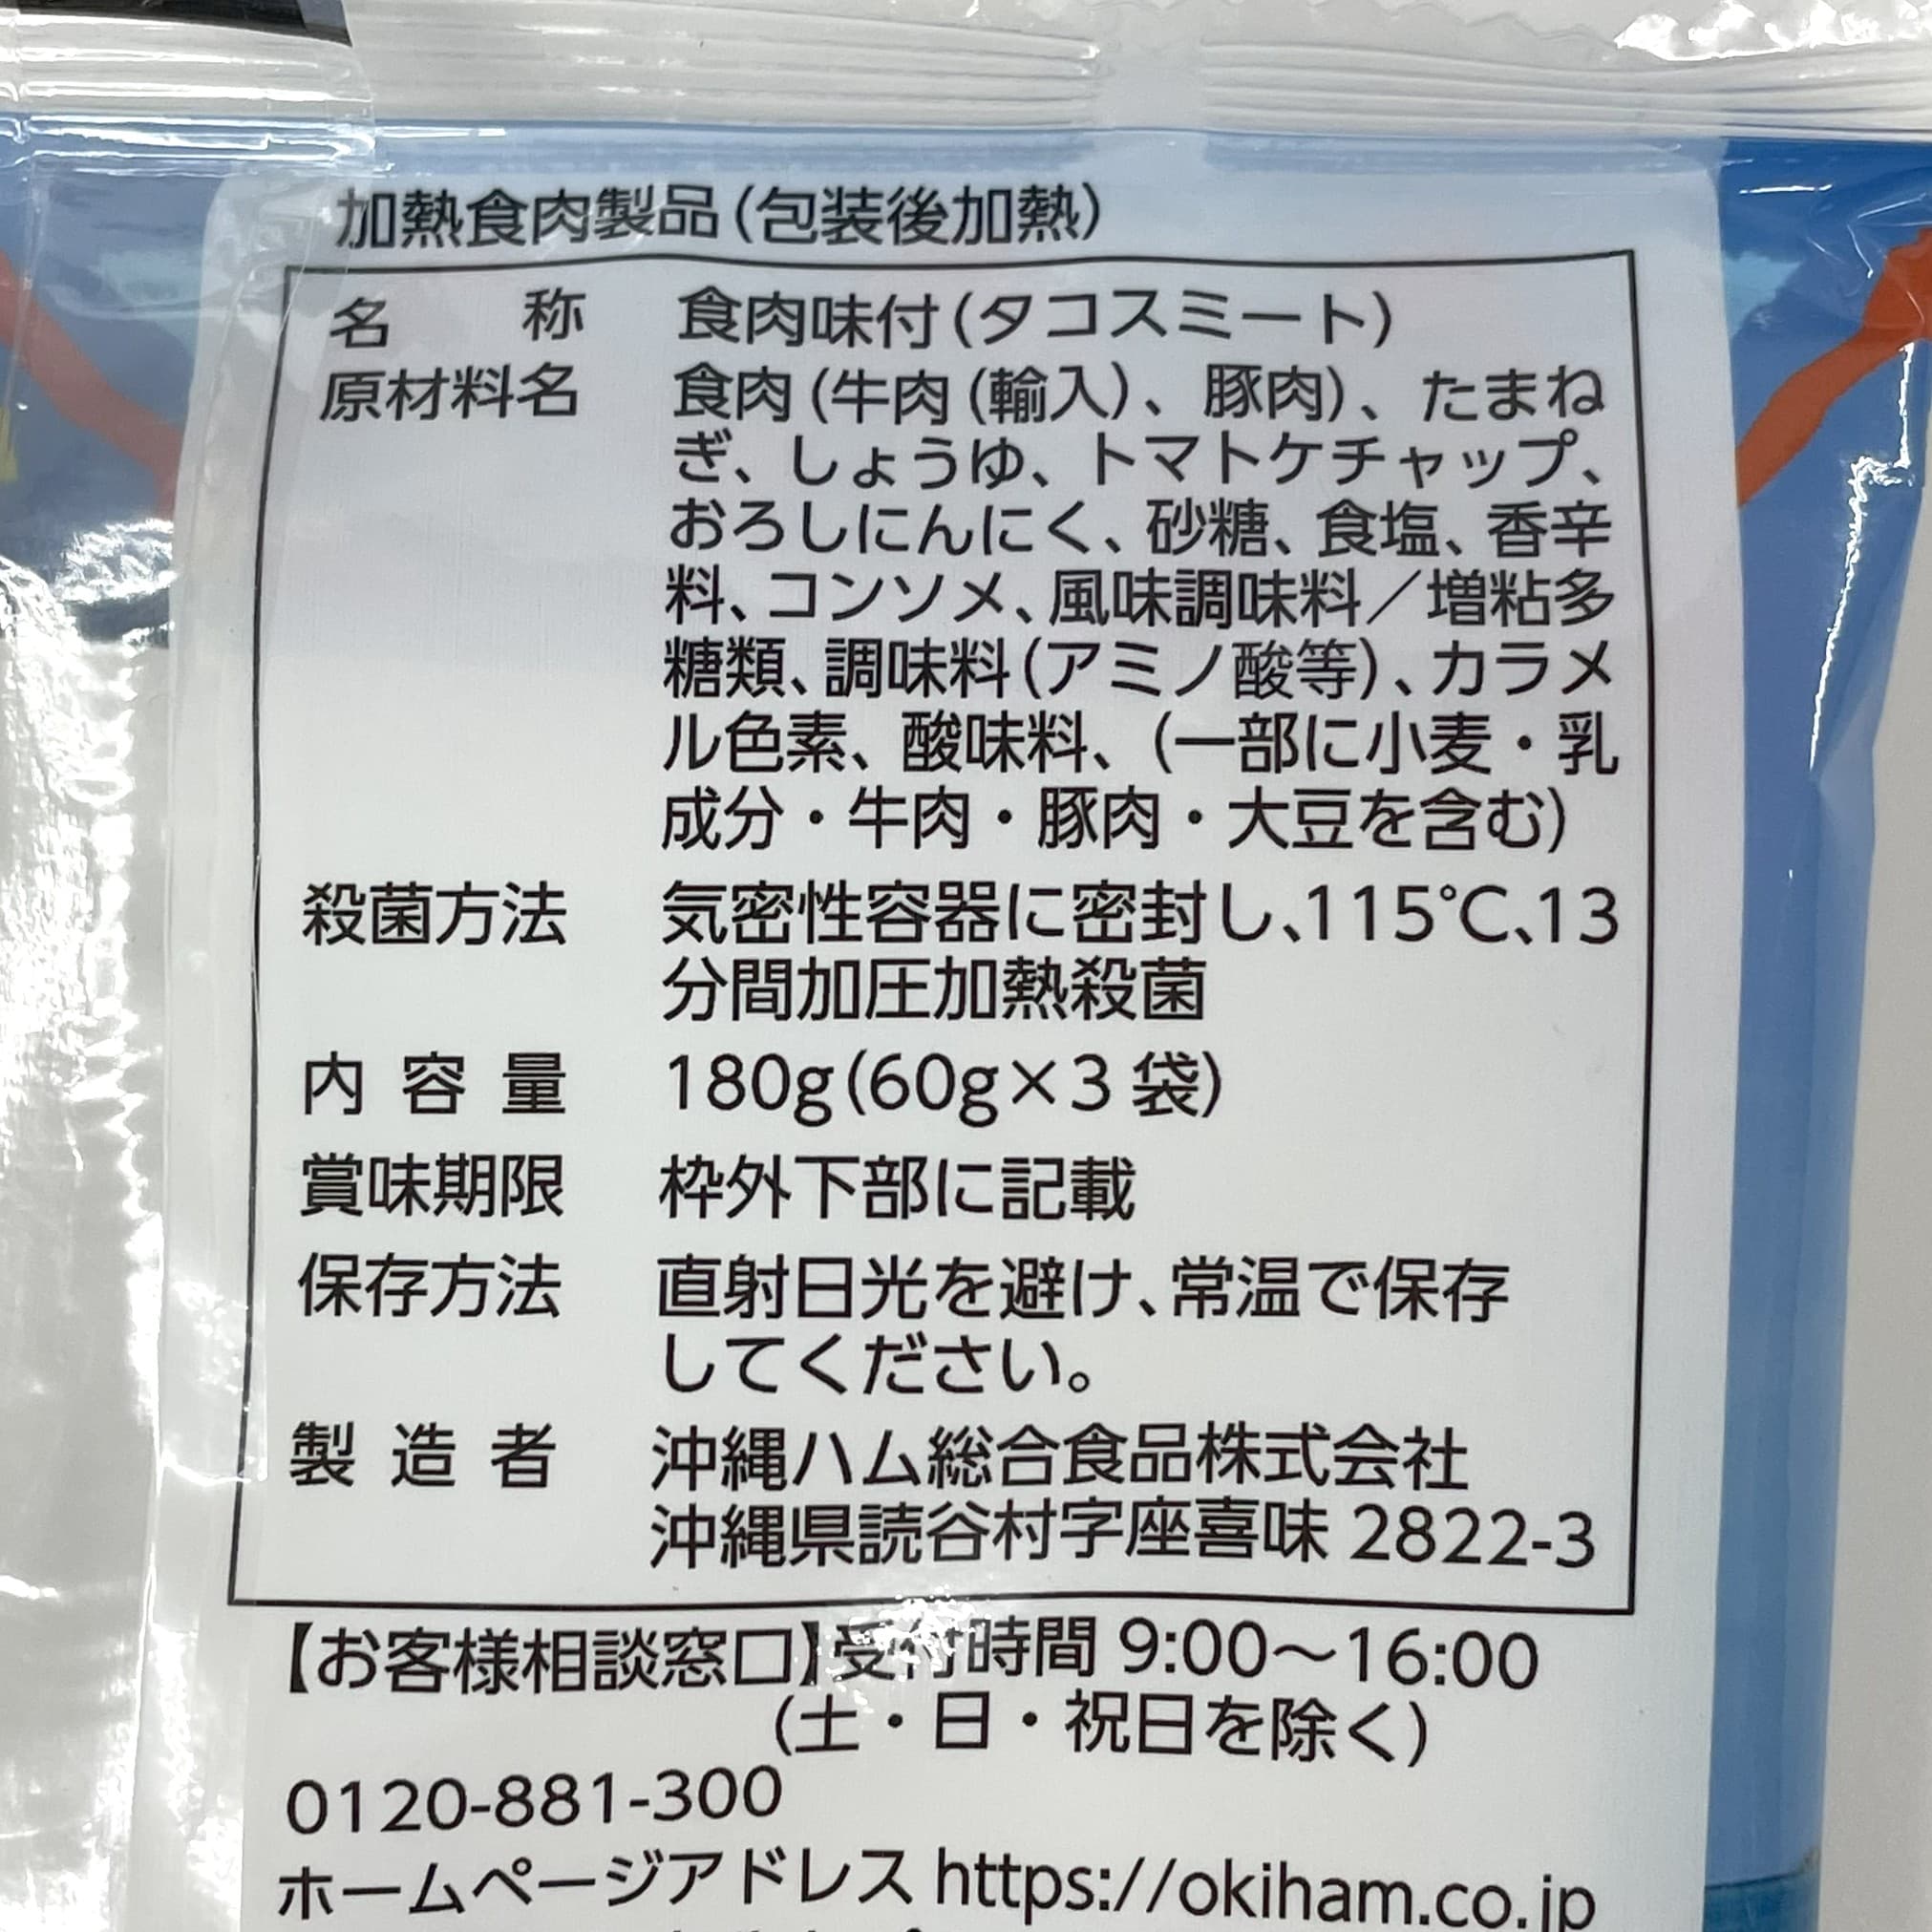 加熱食肉製品(包装後加熱)
名称 食肉味付(タコスミート)
原材料名 食肉(牛肉(輸入)、豚肉)、たまね
ぎ、しょうゆ、トマトケチャップ、
おろしにんにく、砂糖、食塩、香辛
料、コンソメ、風味調味料／増粘多
糖類、調味料(アミノ酸等)、カラメ
ル色素、酸味料、(一部に小麦・乳
成分・牛肉・豚肉・大豆を含む)
殺菌方法 気密性容器に密封し、115℃、13
分間加圧加熱殺菌
内容量 180g(60g×3袋)
賞味期限 枠外下部に記載
保存方法 直射日光を避け、常温で保存
してください。
製造者 沖縄ハム総合食品株式会社
沖縄県読谷村字座喜味 2822-3
【お客様相談窓口】受付時間 9:00～16:00
(土・日・祝日を除く)
0120-881-300
ホームページアドレス https://okiham.co.jp